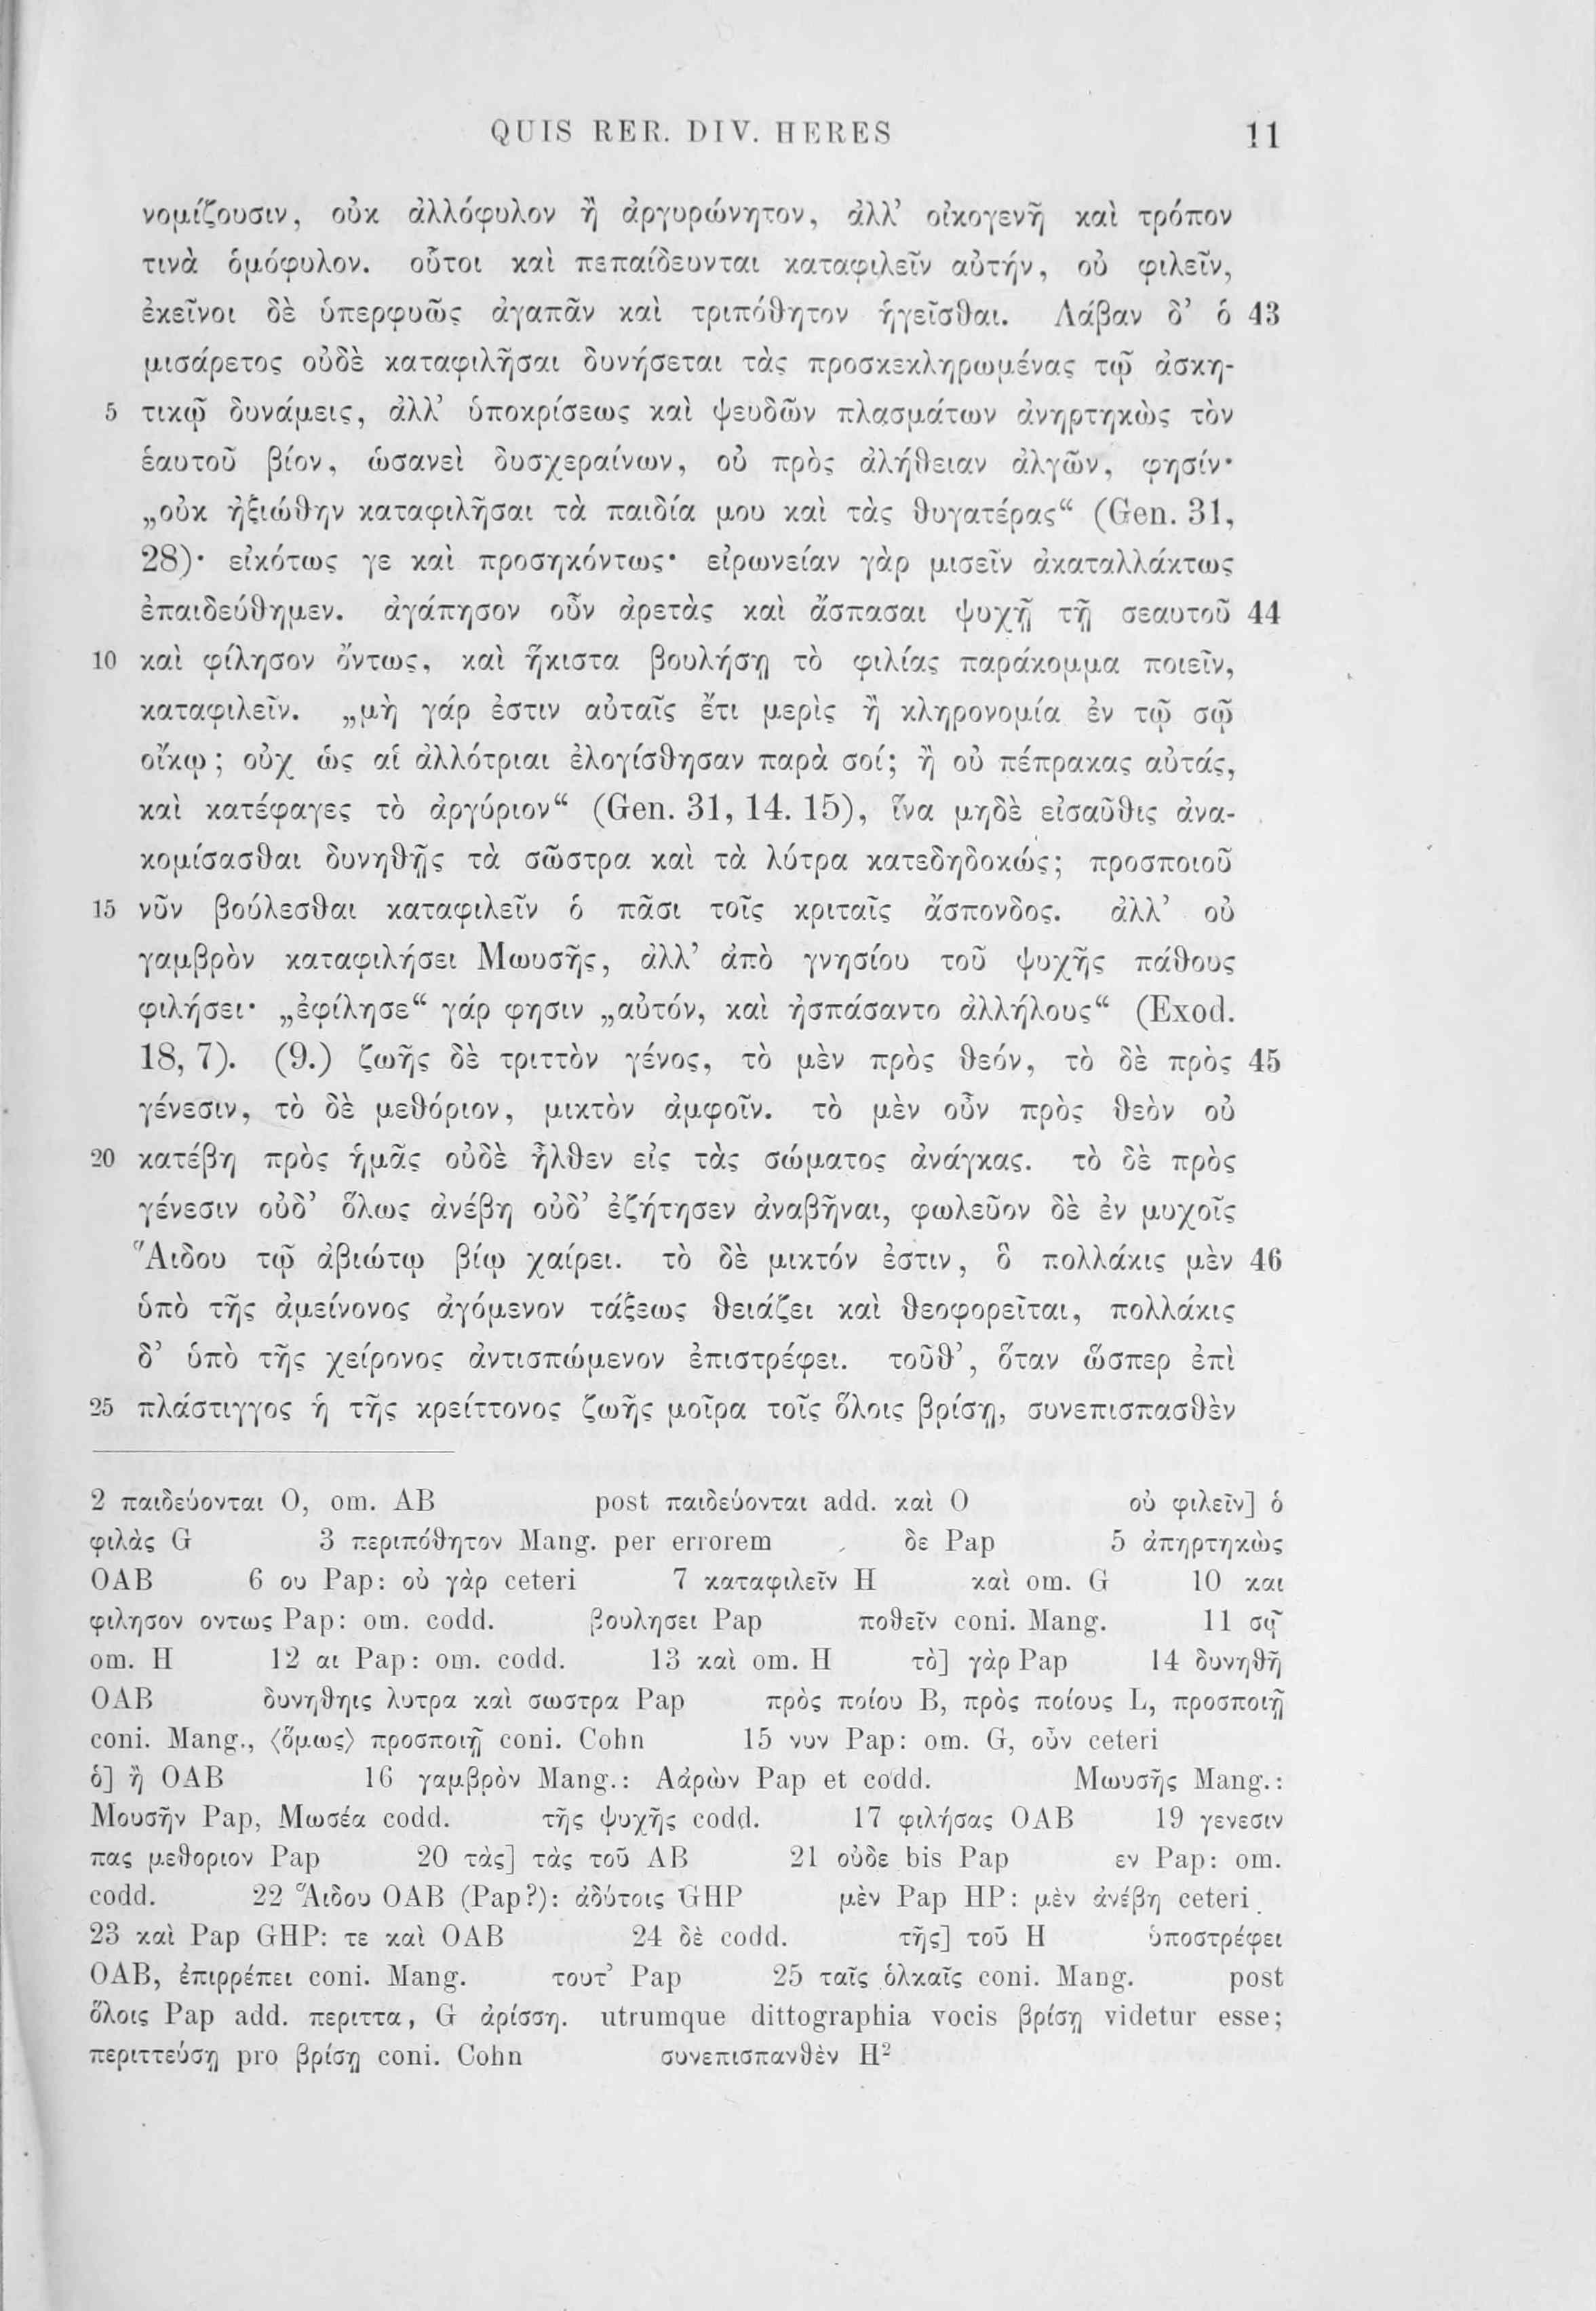 QUIS RER. DIV. HERES 11
νομίζουσιν, οὐκ ἀλλόφυλον ἢ ἀργυρώνητον, ἀλλ’ οἰκογενῆ καὶ τρόπον
τινὰ ὁμόφυλον. οὗτοι καὶ πεπαίδευνται καταφιλεῖν αὐτήν, οὐ φιλεῖν,
ἐκεῖνοι δὲ ὑπερφυῶς ἀγαπᾶν καὶ τριπόθητον ἡγεῖσθαι. Λάβαν δ’ ὁ 43
μισάρετος οὐδὲ καταφιλῆσαι δυνήσεται τὰς προσκεκληρωμένας τῷ ἀσκη-
5 τικῷ δυνάμεις, ἀλλ’ ὑποκρίσεως καὶ ψευδῶν πλασμάτων ἀνηρτηκὼς τὸν
ἑαυτοῦ βίον, ὡσανεὶ δυσχεραίνων, οὐ πρὸς ἀλήθειαν ἀλγῶν, φησίν·
„οὐκ ἠξιώθην καταφιλῆσαι τὰ παιδία μου καὶ τὰς θυγατέρας“ (Gen. 31,
28)· εἰκότως γε καὶ προσηκόντως· εἰρωνείαν γὰρ μισεῖν ἀκαταλλάκτως
ἐπαιδεύθημεν. ἀγάπησον οὖν ἀρετὰς καὶ ἄσπασαι ψυχῇ τῇ σεαυτοῦ 44
10 καὶ φίλησον ὄντως, καὶ ἥκιστα βουλήσῃ τὸ φιλίας παράκομμα ποιεῖν,
καταφιλεῖν. „μὴ γάρ ἐστιν αὐταῖς ἔτι μερὶς ἢ κληρονομία ἐν τῷ σῷ
οἴκῳ; οὐχ ὡς αἱ ἀλλότριαι ἐλογίσθησαν παρὰ σοί; ἢ οὐ πέπρακας αὐτάς,
καὶ κατέφαγες τὸ ἀργύριον“ (Gen. 31, 14. 15), ἵνα μηδὲ εἰσαῦθις ἀνα-
κομίσασθαι δυνηθῇς τὰ σῶστρα καὶ τὰ λύτρα κατεδηδοκώς; προσποιοῦ
15 νῦν βούλεσθαι καταφιλεῖν ὁ πᾶσι τοῖς κριταῖς ἄσπονδος. ἀλλ’ οὐ
γαμβρὸν καταφιλήσει Μωυσῆς, ἀλλ’ ἀπὸ γνησίου τοῦ ψυχῆς πάθους
φιλήσει· „ἐφίλησε“ γάρ φησιν „αὐτόν, καὶ ἠσπάσαντο ἀλλήλους“ (Exod.
18, 7). (9.) ζωῆς δὲ τριττὸν γένος, τὸ μὲν πρὸς θεόν, τὸ δὲ πρὸς 45
γένεσιν, τὸ δὲ μεθόριον, μικτὸν ἀμφοῖν. τὸ μὲν οὖν πρὸς θεὸν οὐ
20 κατέβη πρὸς ἡμᾶς οὐδὲ ἦλθεν εἰς τὰς σώματος ἀνάγκας. τὸ δὲ πρὸς
γένεσιν οὐδ’ ὅλως ἀνέβη οὐδ’ ἐζήτησεν ἀναβῆναι, φωλεῦον δὲ ἐν μυχοῖς
Ἅιδου τῷ ἀβιώτῳ βίῳ χαίρει. τὸ δὲ μικτόν ἐστιν, ὃ πολλάκις μὲν 46
ὑπὸ τῆς ἀμείνονος ἀγόμενον τάξεως θειάζει καὶ θεοφορεῖται, πολλάκις
δ’ ὑπὸ τῆς χείρονος ἀντισπώμενον ἐπιστρέφει. τοῦθ’, ὅταν ὥσπερ ἐπὶ
25 πλάστιγγος ἡ τῆς κρείττονος ζωῆς μοῖρα τοῖς ὅλοις βρίσῃ, συνεπισπασθὲν
2 παιδεύονται O, om. AB post παιδεύονται add. καὶ O οὐ φιλεῖν] ὁ
φιλὰς G 3 περιπόθητον Mang. per errorem δε Pap 5 ἀπηρτηκὼς
OAB 6 ου Pap: οὐ γὰρ ceteri 7 καταφιλεῖν H καὶ om. G 10 και
φιλησον οντως Pap: om. codd. βουλησει Pap ποθεῖν coni. Mang. 11 σῷ
om. H 12 αι Pap: om. codd. 13 καὶ om. H τὸ] γὰρ Pap 14 δυνηθῆ
OAB δυνηθηις λυτρα καὶ σωστρα Pap πρὸς ποίου B, πρὸς ποίους L, προσποιῇ
coni. Mang., ⟨ὅμως⟩ προσποιῇ coni. Cohn 15 νυν Pap: om. G, οὖν ceteri
ὁ] ἢ OAB 16 γαμβρὸν Mang.: Ἀαρὼν Pap et codd. Μωυσῆς Mang.:
Μουσῆν Pap, Μωσέα codd. τῆς ψυχῆς codd. 17 φιλήσας OAB 19 γενεσιν
πας μεθοριον Pap 20 τὰς] τὰς τοῦ AB 21 οὐδε bis Pap εν Pap: om.
codd. 22 Ἅιδου OAB (Pap?): ἀδύτοις GHP μὲν Pap HP: μὲν ἀνέβη ceteri
23 καὶ Pap GHP: τε καὶ OAB 24 δὲ codd. τῆς] τοῦ H ὑποστρέφει
OAB, ἐπιρρέπει coni. Mang. τουτ’ Pap 25 ταῖς ὁλκαῖς coni. Mang. post
ὅλοις Pap add. περιττα, G ἀρίσση. utrumque dittographia vocis βρίσῃ videtur esse;
περιττεύσῃ pro βρίσῃ coni. Cohn συνεπισπανθὲν H²